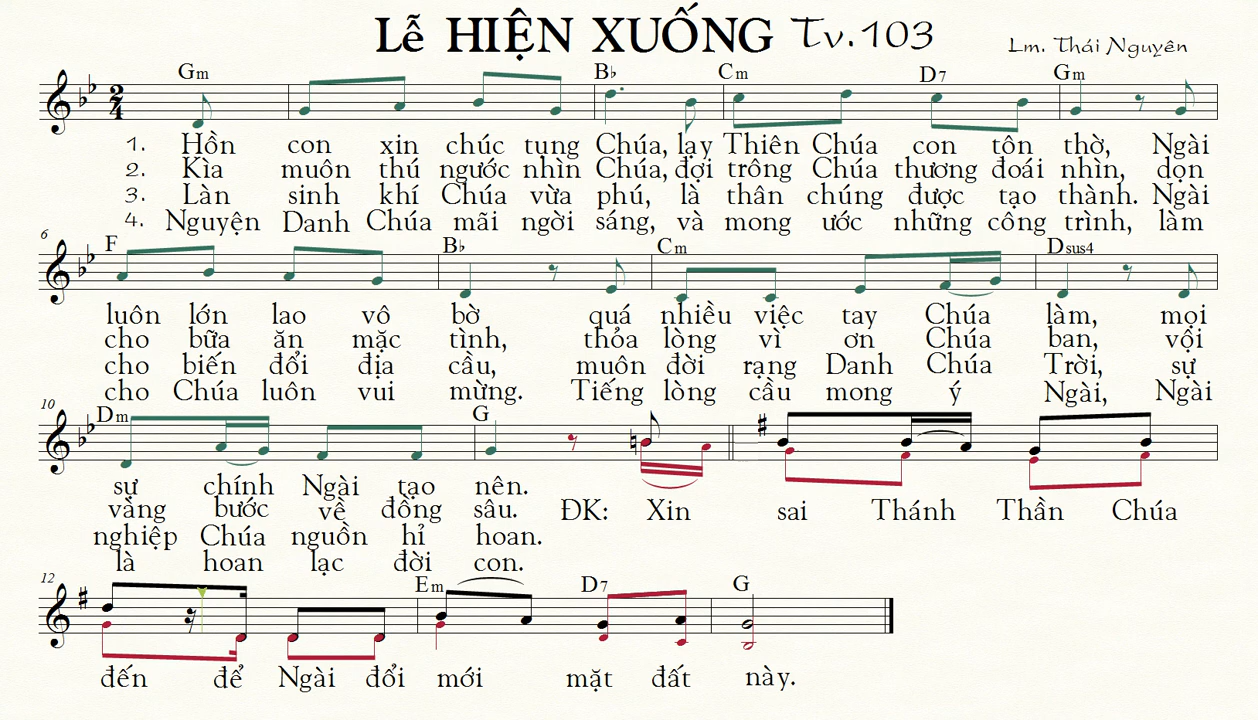 Lễ HIỆN XUỐNG Tv.103
Lm. Thái Nguyên
Gm B♭ Cm D7 Gm
2/4
1. Hồn con xin chúc tụng Chúa, lạy Thiên Chúa con tôn thờ, Ngài
2. Kìa muôn thú ngước nhìn Chúa, đợi trông Chúa thương đoái nhìn, dọn
3. Làn sinh khí Chúa vừa phú, là thân chúng được tạo thành. Ngài
4. Nguyện Danh Chúa mãi ngời sáng, và mong ước những công trình, làm
6 F B♭ Cm Dsus4
luôn lớn lao vô bờ quá nhiều việc tay Chúa làm, mọi
cho bữa ăn mặc tình, thỏa lòng vì ơn Chúa ban, vội
cho biến đổi địa cầu, muôn đời rạng Danh Chúa Trời, sự
cho Chúa luôn vui mừng. Tiếng lòng cầu mong ý Ngài, Ngài
10 Dm G
sự chính Ngài tạo nên.
vàng bước về đồng sâu. ĐK: Xin sai Thánh Thần Chúa
nghiệp Chúa nguồn hỉ hoan.
là hoan lạc đời con.
12 Em D7 G
đến để Ngài đổi mới mặt đất này.